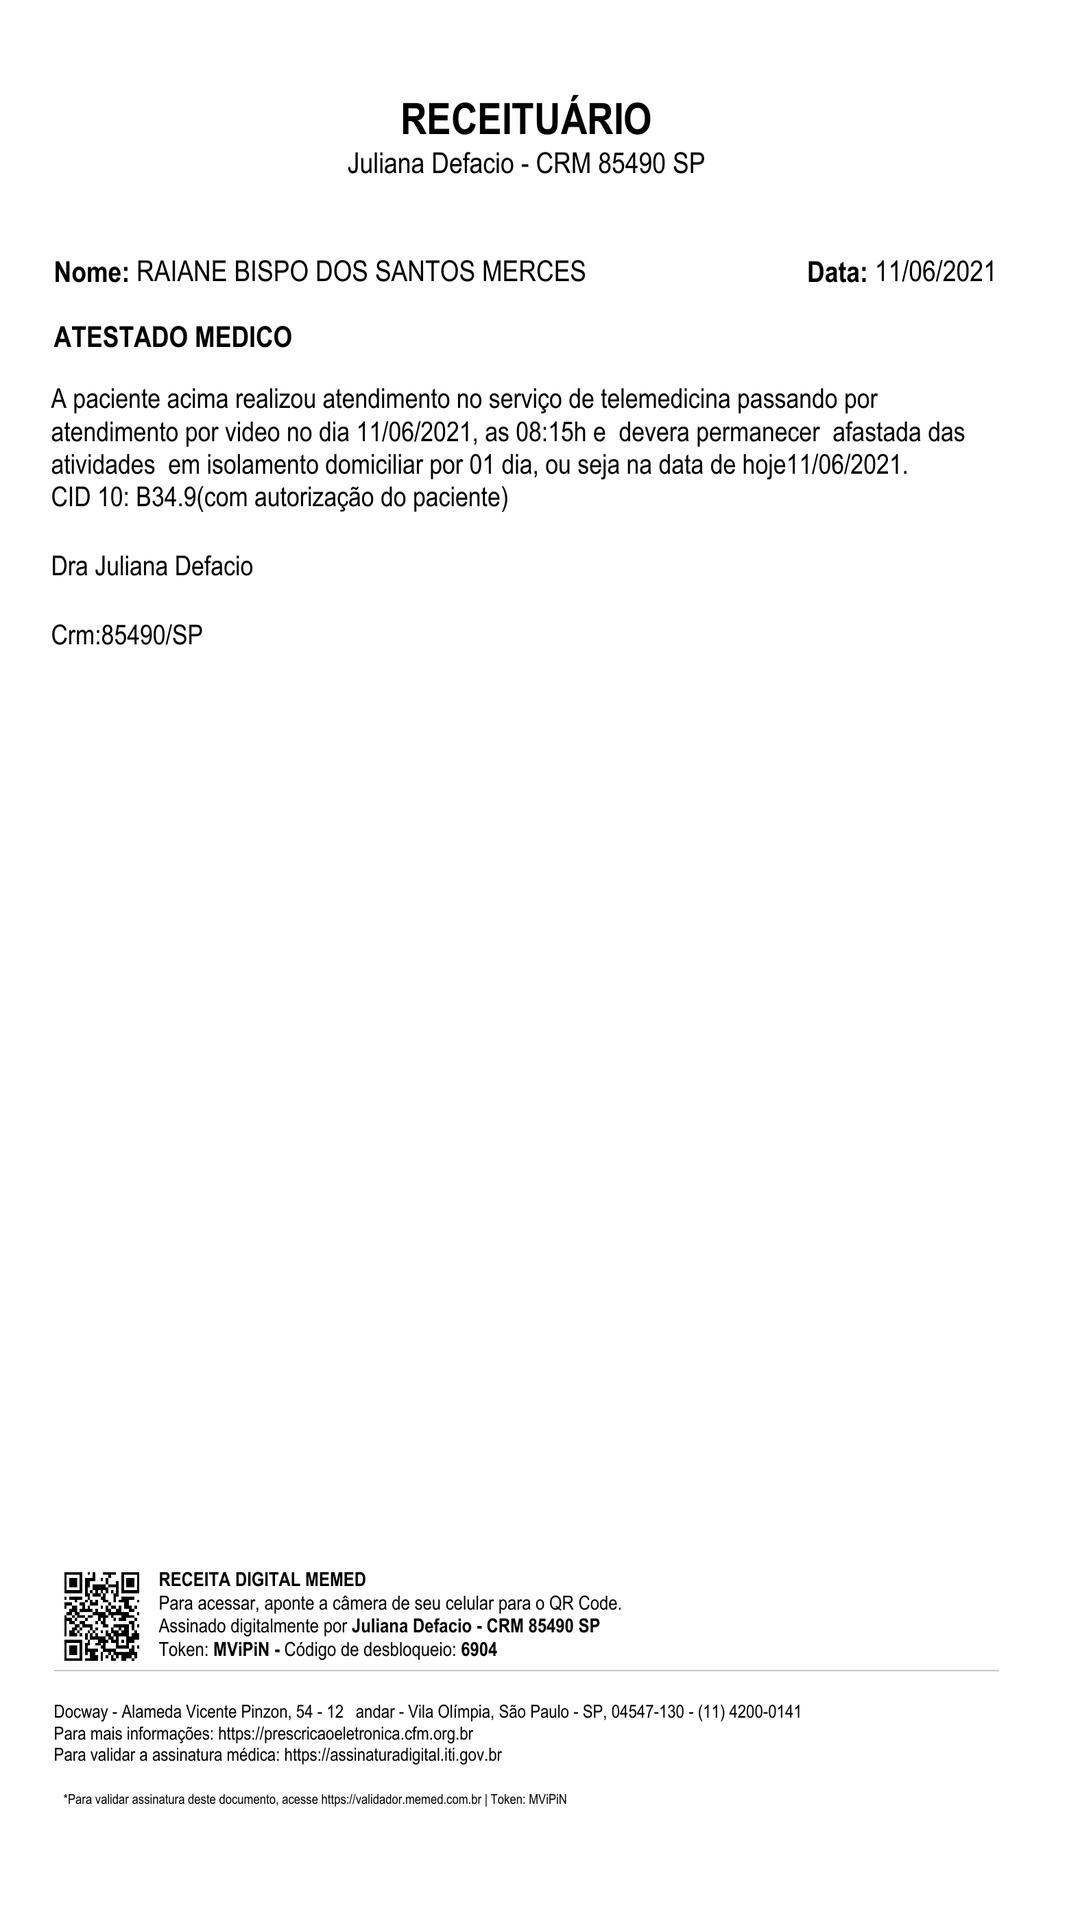 RECEITUÁRIO
Juliana Defacio - CRM 85490 SP
Nome: RAIANE BISPO DOS SANTOS MERCES Data: 11/06/2021
ATESTADO MEDICO
A paciente acima realizou atendimento no serviço de telemedicina passando por
atendimento por video no dia 11/06/2021, as 08:15h e  devera permanecer  afastada das
atividades  em isolamento domiciliar por 01 dia, ou seja na data de hoje11/06/2021.
CID 10: B34.9(com autorização do paciente)
Dra Juliana Defacio
Crm:85490/SP
RECEITA DIGITAL MEMED
Para acessar, aponte a câmera de seu celular para o QR Code.
Assinado digitalmente por Juliana Defacio - CRM 85490 SP
Token: MViPiN - Código de desbloqueio: 6904
Docway - Alameda Vicente Pinzon, 54 - 12   andar - Vila Olímpia, São Paulo - SP, 04547-130 - (11) 4200-0141
Para mais informações: https://prescricaoeletronica.cfm.org.br
Para validar a assinatura médica: https://assinaturadigital.iti.gov.br
*Para validar assinatura deste documento, acesse https://validador.memed.com.br | Token: MViPiN